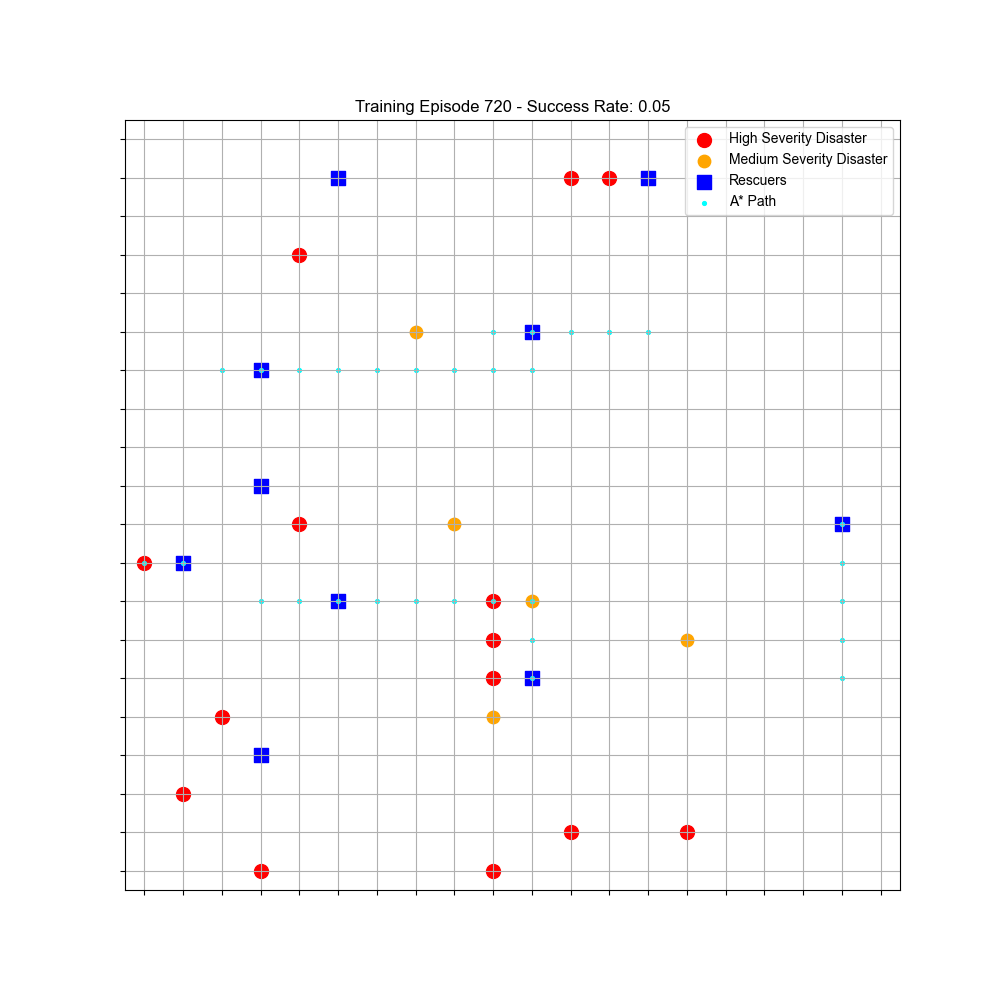 Training Episode 720 - Success Rate: 0.05
High Severity Disaster
Medium Severity Disaster
Rescuers
A* Path